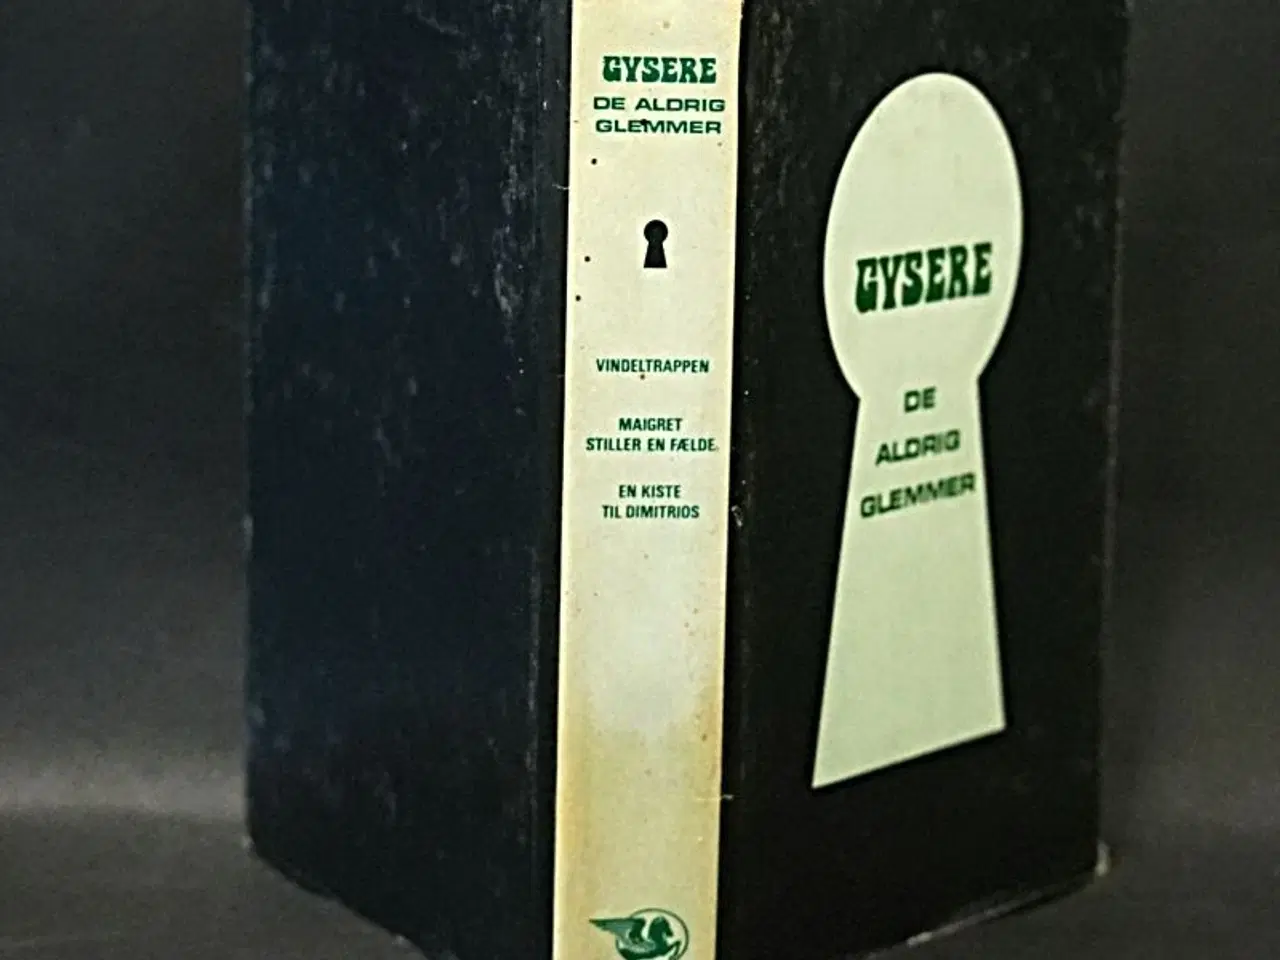 GYSERE
DE ALDRIG
GLEMMER
VINDELTRAPPEN
MAIGRET
STILLER EN FÆLDE
EN KISTE
TIL DIMITRIOS
GYSERE
DE
ALDRIG
GLEMMER